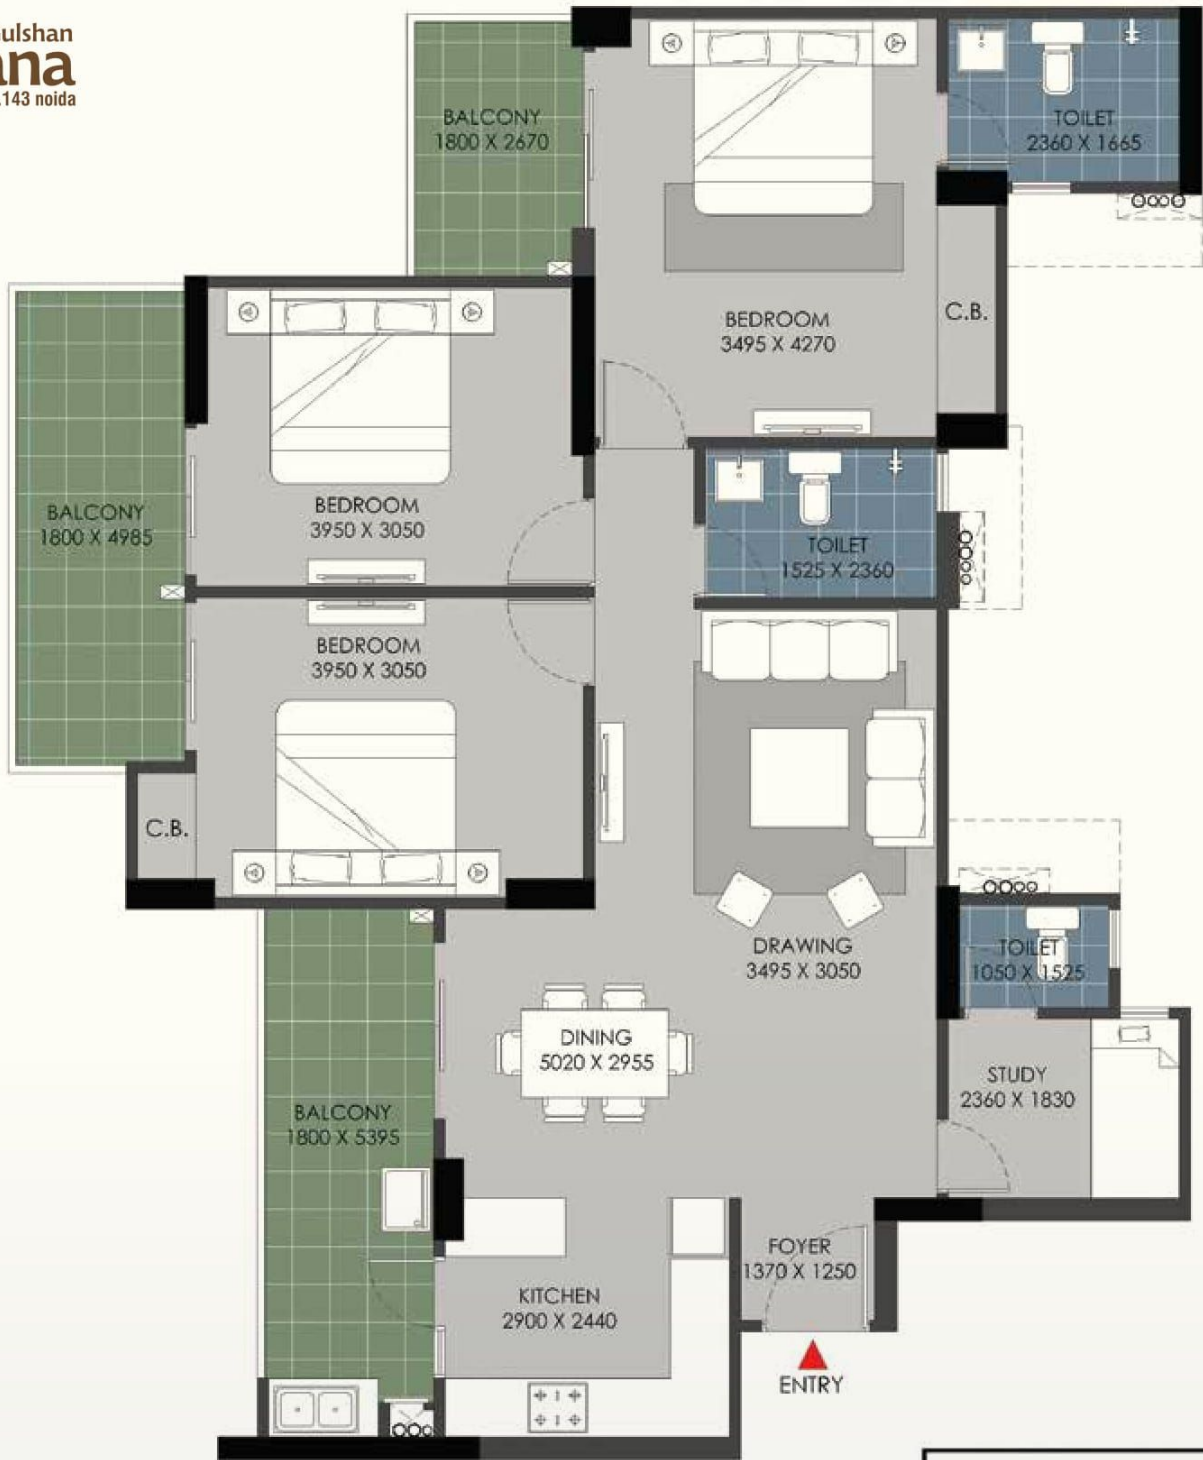 ulshan
ana
.143 noida
BALCONY
1800 X 2670
TOILET
2360 X 1665
BEDROOM
3495 X 4270
C.B.
BEDROOM
3950 X 3050
BALCONY
1800 X 4985
TOILET
1525 X 2360
BEDROOM
3950 X 3050
C.B.
DRAWING
3495 X 3050
TOILET
1050 X 1525
DINING
5020 X 2955
STUDY
2360 X 1830
BALCONY
1800 X 5395
FOYER
1370 X 1250
KITCHEN
2900 X 2440
ENTRY